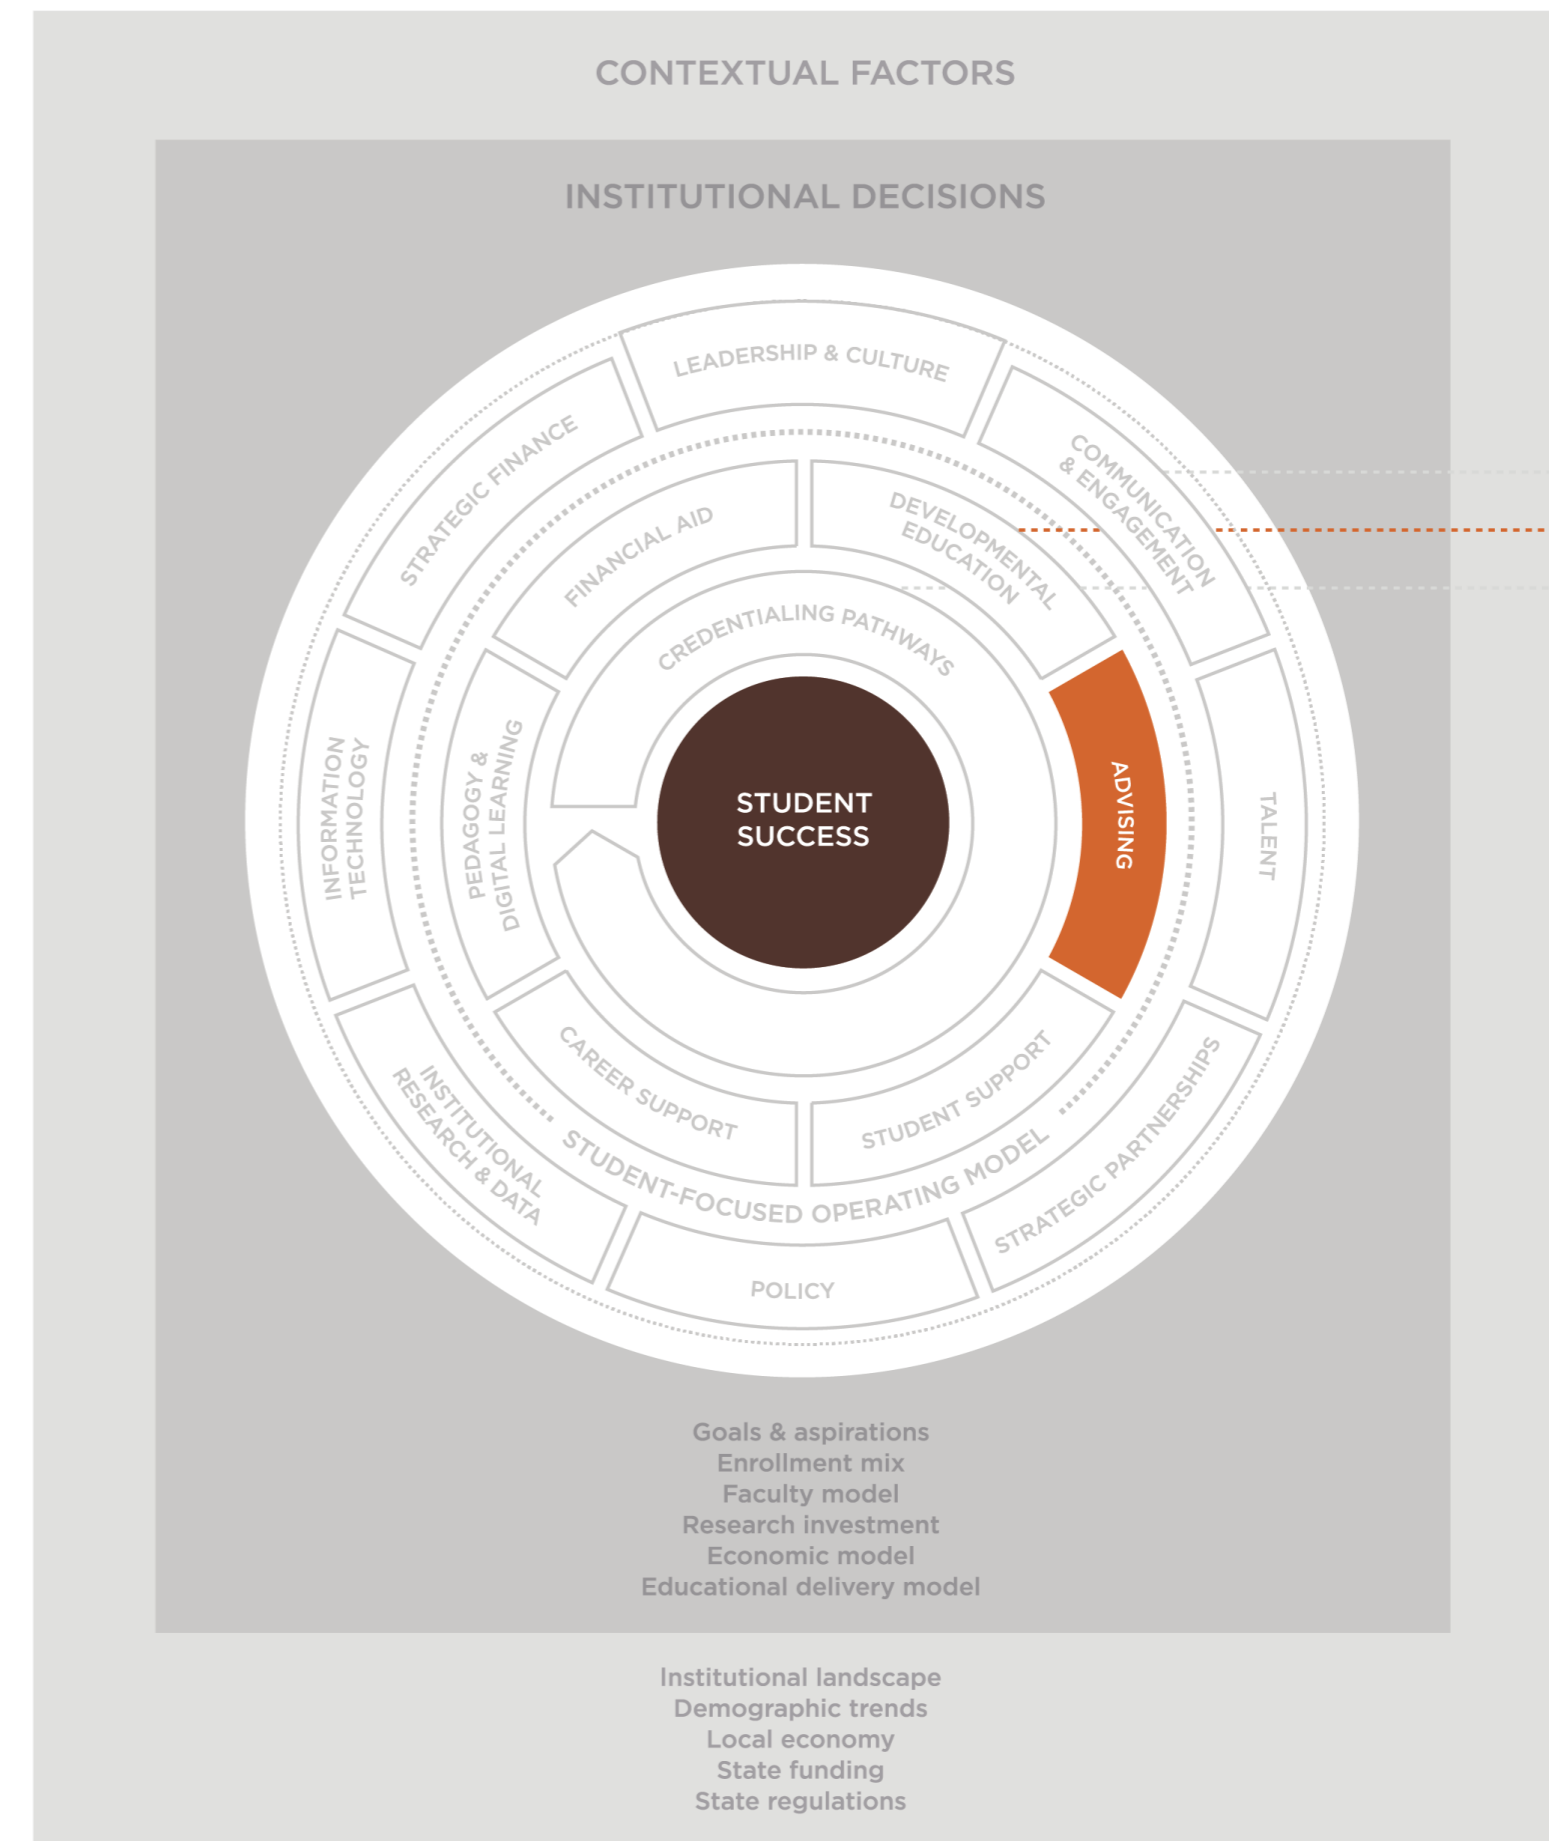 CONTEXTUAL FACTORS
INSTITUTIONAL DECISIONS
LEADERSHIP & CULTURE
COMMUNICATION
& ENGAGEMENT
TALENT
STRATEGIC PARTNERSHIPS
POLICY
INSTITUTIONAL
RESEARCH & DATA
INFORMATION
TECHNOLOGY
STRATEGIC FINANCE
FINANCIAL AID
DEVELOPMENTAL
EDUCATION
ADVISING
STUDENT SUPPORT
CAREER SUPPORT
PEDAGOGY &
DIGITAL LEARNING
CREDENTIALING PATHWAYS
STUDENT
SUCCESS
STUDENT-FOCUSED OPERATING MODEL
Goals & aspirations
Enrollment mix
Faculty model
Research investment
Economic model
Educational delivery model
Institutional landscape
Demographic trends
Local economy
State funding
State regulations